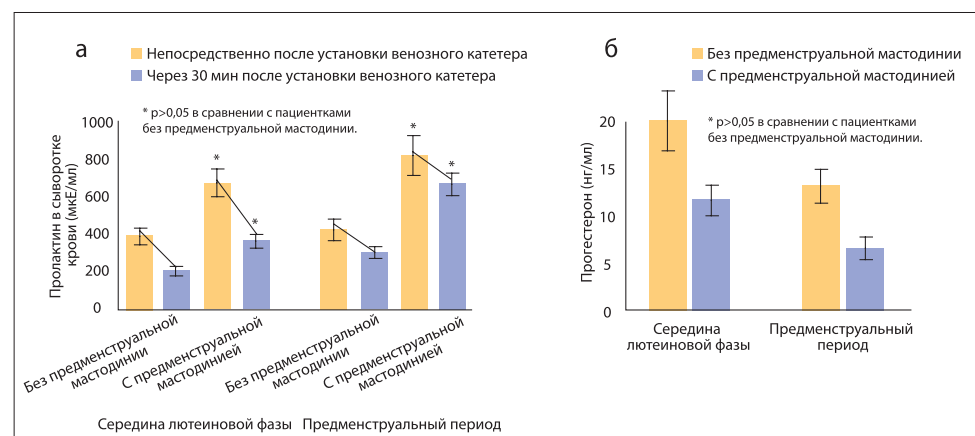 а
Непосредственно после установки венозного катетера
Через 30 мин после установки венозного катетера
* p>0,05 в сравнении с пациентками
без предменструальной мастодинии.
Пролактин в сыворотке
крови (мкЕ/мл)
1000
800
600
400
200
0
*
*
*
*
Без предменструальной
мастодинии
С предменструальной
мастодинией
Без предменструальной
мастодинии
С предменструальной
мастодинией
Середина лютеиновой фазы
Предменструальный период
б
Без предменструальной мастодинии
С предменструальной мастодинией
* p>0,05 в сравнении с пациентками
без предменструальной мастодинии.
Прогестерон (нг/мл)
20
15
10
5
0
Середина
лютеиновой фазы
Предменструальный
период